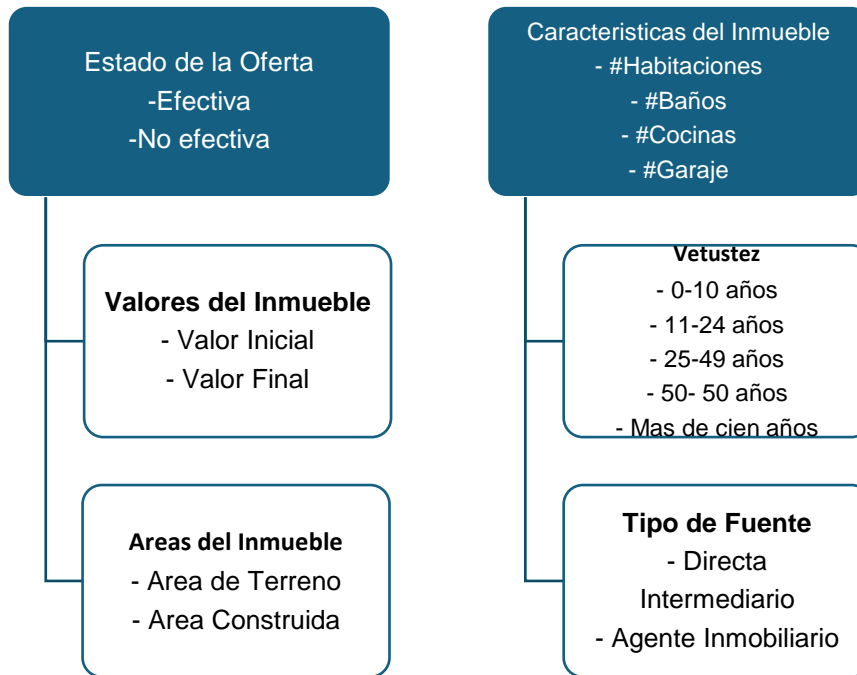 Estado de la Oferta
-Efectiva
-No efectiva
Valores del Inmueble
- Valor Inicial
- Valor Final
Areas del Inmueble
- Area de Terreno
- Area Construida
Caracteristicas del Inmueble
- #Habitaciones
- #Baños
- #Cocinas
- #Garaje
Vetustez
- 0-10 años
- 11-24 años
- 25-49 años
- 50- 50 años
- Mas de cien años
Tipo de Fuente
- Directa
Intermediario
- Agente Inmobiliario